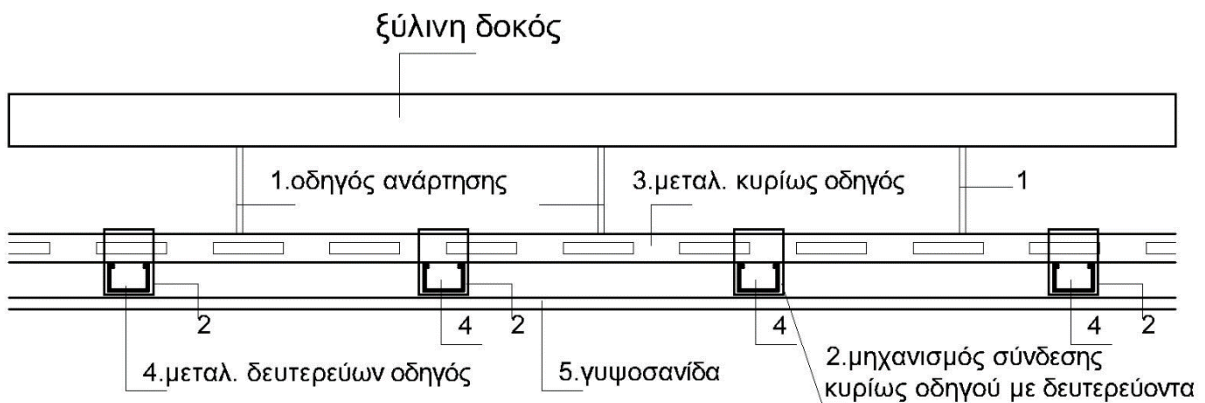 ξύλινη δοκός
1.οδηγός ανάρτησης
3.μεταλ. κυρίως οδηγός
1
2
4
2
4
4
2
4.μεταλ. δευτερεύων οδηγός
5.γυψοσανίδα
2.μηχανισμός σύνδεσης
κυρίως οδηγού με δευτερεύοντα